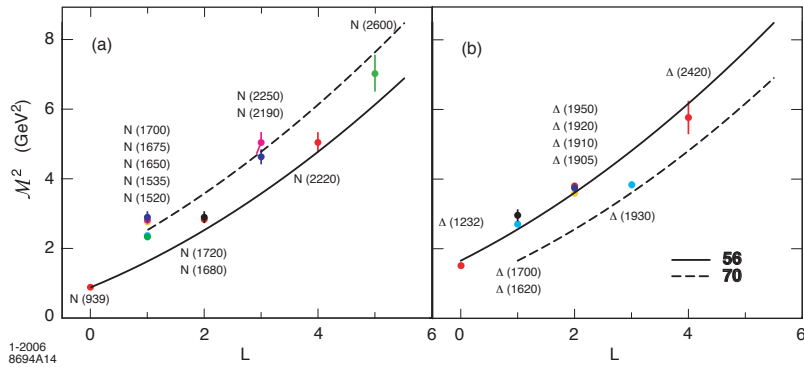 (a)
N (2600)
N (2250)
N (2190)
N (1700)
N (1675)
N (1650)
N (1535)
N (1520)
N (2220)
N (1720)
N (1680)
N (939)
8
6
4
2
0
ℳ² (GeV²)
0 2 4 6
L
(b)
Δ (2420)
Δ (1950)
Δ (1920)
Δ (1910)
Δ (1905)
Δ (1232)
Δ (1930)
Δ (1700)
Δ (1620)
56
70
0 2 4 6
L
1-2006
8694A14